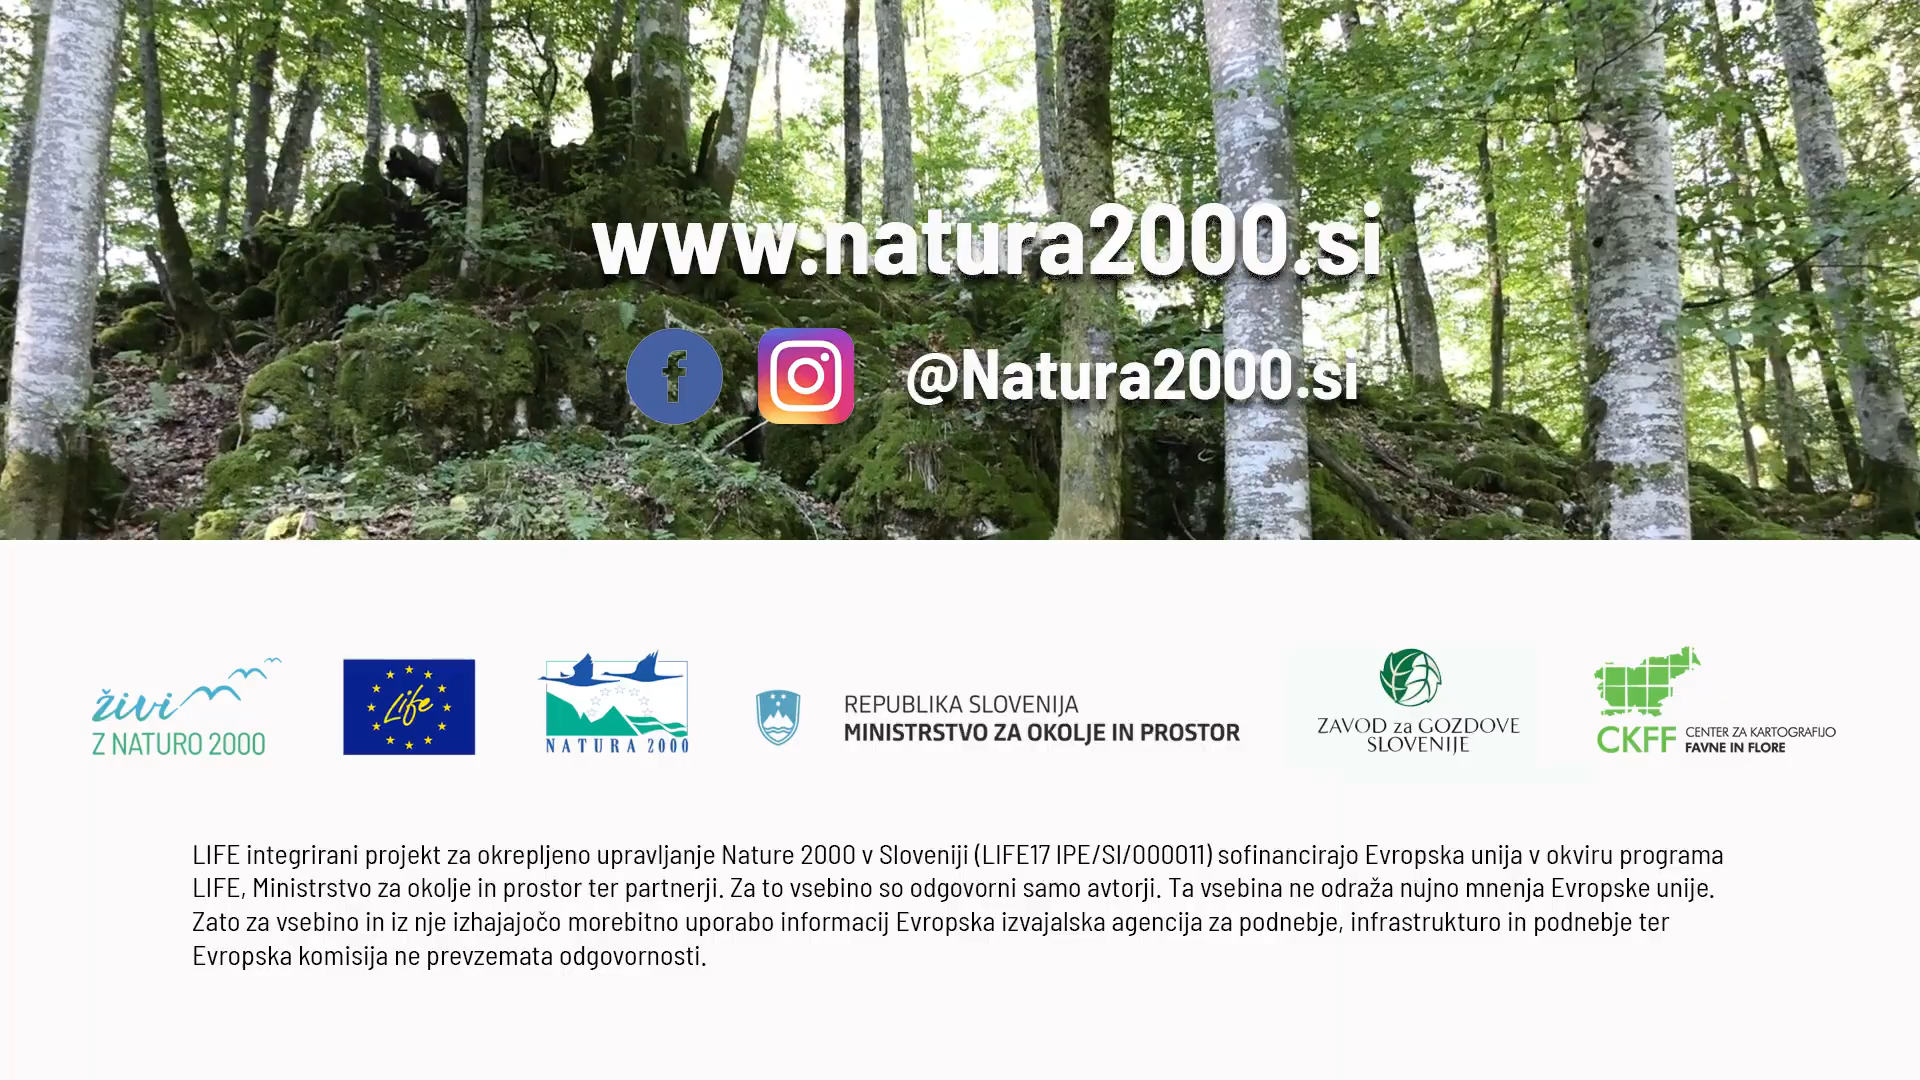 www.natura2000.si
@Natura2000.si
živi
Z NATURO 2000
Life
NATURA 2000
REPUBLIKA SLOVENIJA
MINISTRSTVO ZA OKOLJE IN PROSTOR
ZAVOD za GOZDOVE
SLOVENIJE
CKFF CENTER ZA KARTOGRAFIJO
FAVNE IN FLORE
LIFE integrirani projekt za okrepljeno upravljanje Nature 2000 v Sloveniji (LIFE17 IPE/SI/000011) sofinancirajo Evropska unija v okviru programa
LIFE, Ministrstvo za okolje in prostor ter partnerji. Za to vsebino so odgovorni samo avtorji. Ta vsebina ne odraža nujno mnenja Evropske unije.
Zato za vsebino in iz nje izhajajočo morebitno uporabo informacij Evropska izvajalska agencija za podnebje, infrastrukturo in podnebje ter
Evropska komisija ne prevzemata odgovornosti.